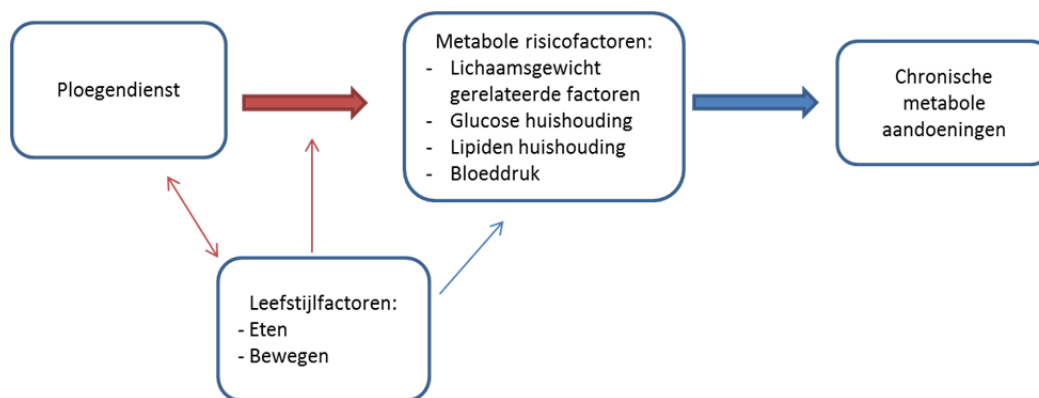 Ploegendienst
Metabole risicofactoren:
- Lichaamsgewicht
gerelateerde factoren
- Glucose huishouding
- Lipiden huishouding
- Bloeddruk
Chronische
metabole
aandoeningen
Leefstijlfactoren:
- Eten
- Bewegen